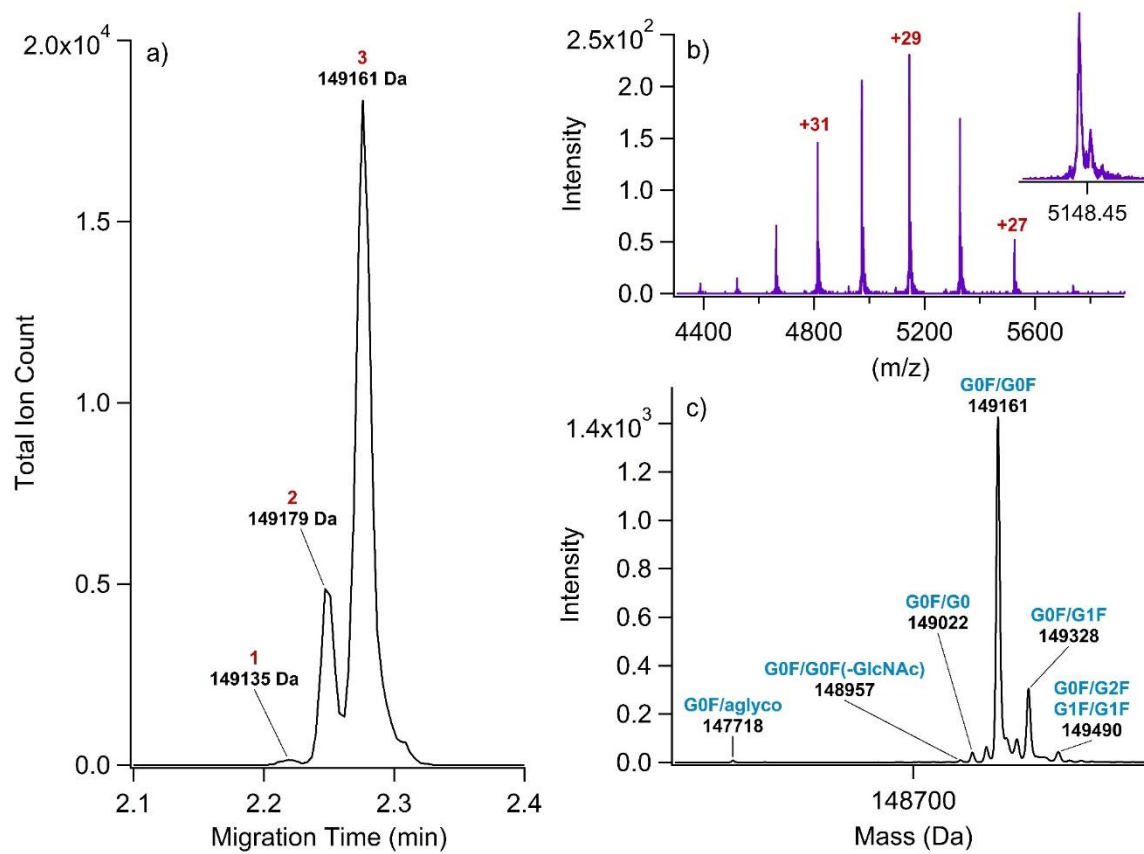 a)
2.0x10⁴
1.5
1.0
0.5
0.0
Total Ion Count
3
149161 Da
2
149179 Da
1
149135 Da
2.1
2.2
2.3
2.4
Migration Time (min)
b)
2.5x10²
2.0
1.5
1.0
0.5
0.0
Intensity
+31
+29
+27
5148.45
4400
4800
5200
5600
(m/z)
c)
1.4x10³
1.2
1.0
0.8
0.6
0.4
0.2
0.0
Intensity
G0F/G0F
149161
G0F/G0
149022
G0F/G1F
149328
G0F/G0F(-GlcNAc)
148957
G0F/aglyco
147718
G0F/G2F
G1F/G1F
149490
148700
Mass (Da)